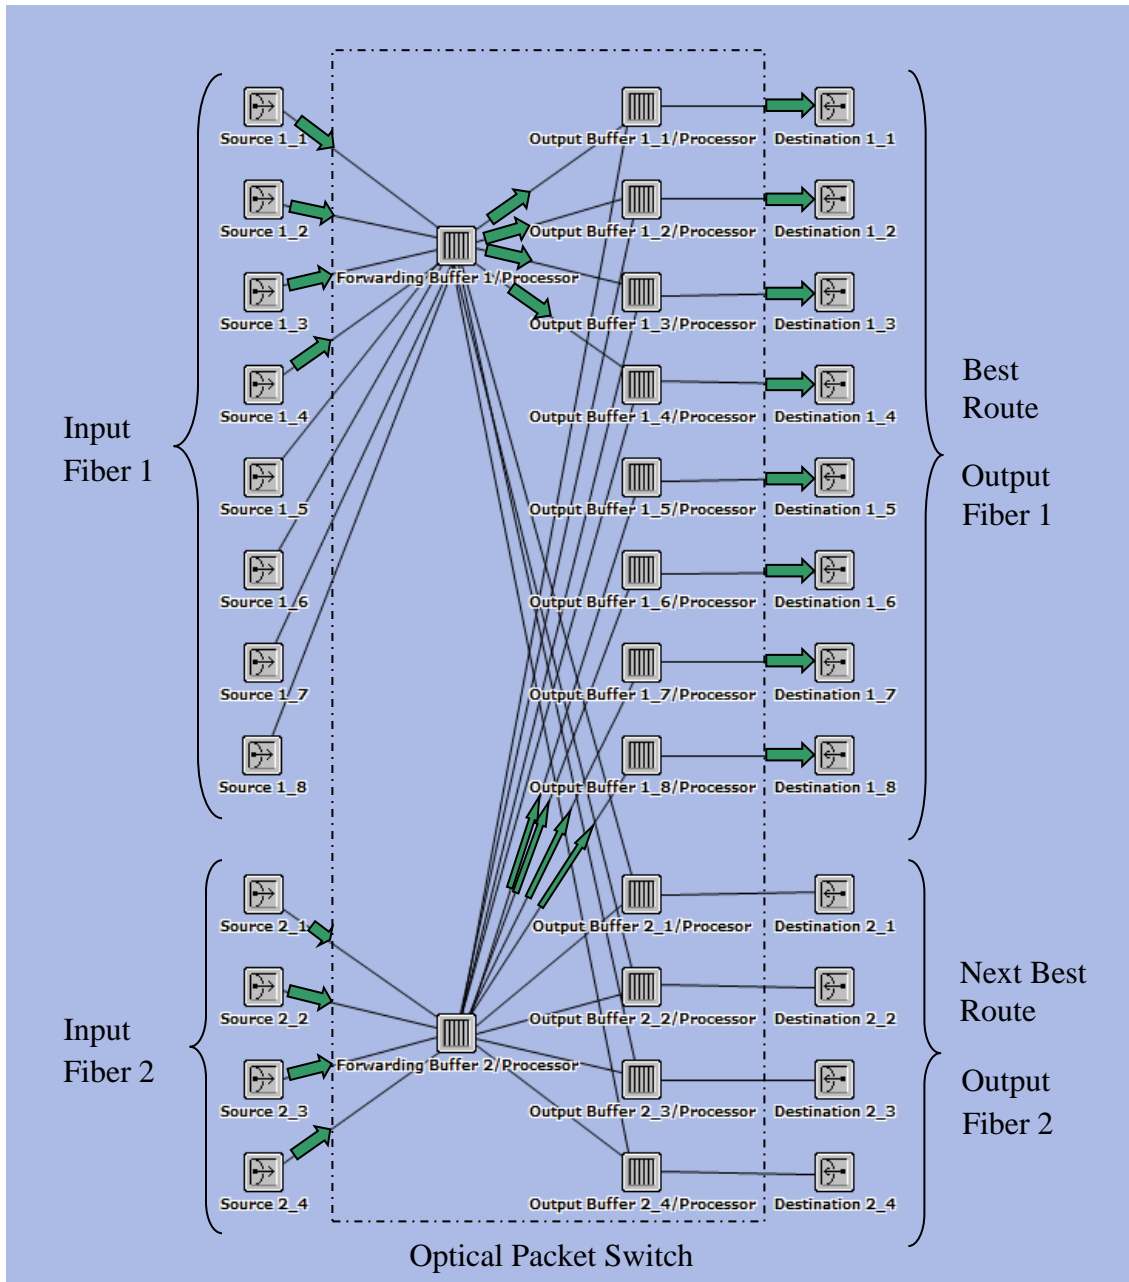 Source 1_1
Output Buffer 1_1/Processor
Destination 1_1
Source 1_2
Output Buffer 1_2/Processor
Destination 1_2
Forwarding Buffer 1/Processor
Source 1_3
Output Buffer 1_3/Processor
Destination 1_3
Source 1_4
Output Buffer 1_4/Processor
Destination 1_4
Input
Fiber 1
Best
Route
Output
Fiber 1
Source 1_5
Output Buffer 1_5/Processor
Destination 1_5
Source 1_6
Output Buffer 1_6/Processor
Destination 1_6
Source 1_7
Output Buffer 1_7/Processor
Destination 1_7
Source 1_8
Output Buffer 1_8/Processor
Destination 1_8
Source 2_1
Output Buffer 2_1/Procesor
Destination 2_1
Source 2_2
Output Buffer 2_2/Processor
Destination 2_2
Input
Fiber 2
Next Best
Route
Output
Fiber 2
Forwarding Buffer 2/Processor
Source 2_3
Output Buffer 2_3/Processor
Destination 2_3
Source 2_4
Output Buffer 2_4/Processor
Destination 2_4
Optical Packet Switch